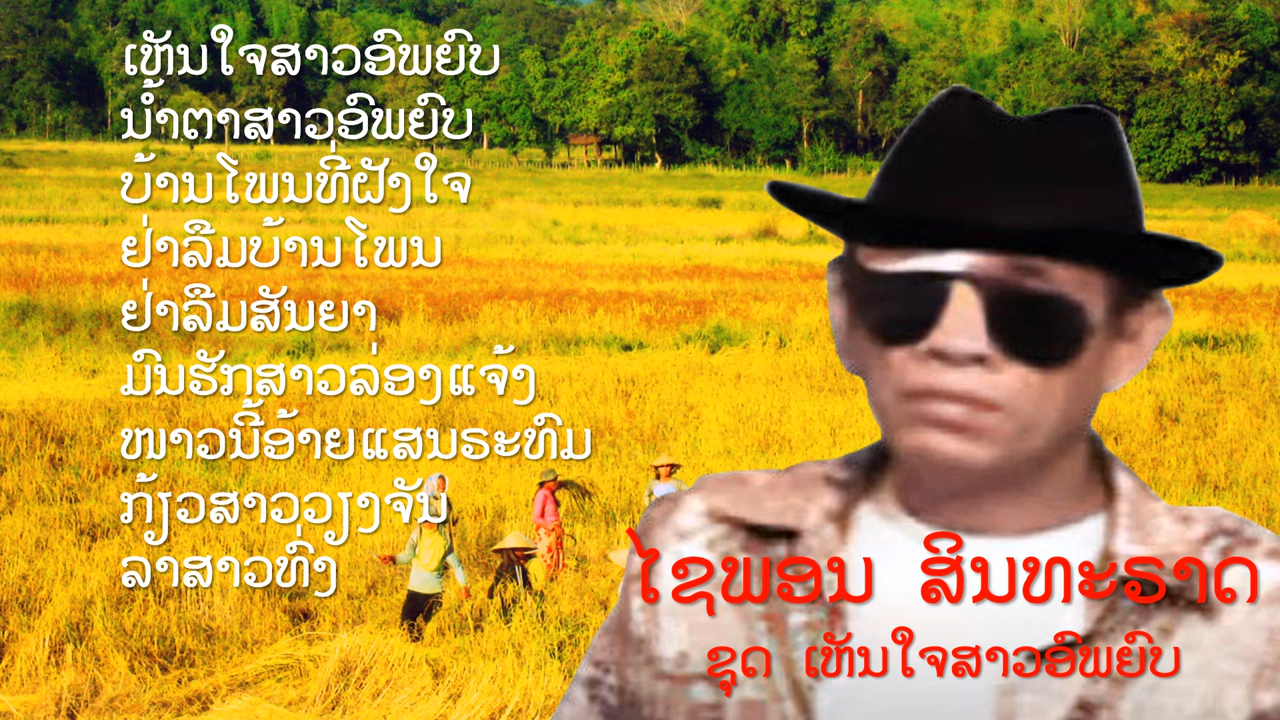 ເຫັນໃຈສາວອົພຍົບ
ນ້ຳຕາສາວອົພຍົບ
ບ້ານໂພນທີ່ຝັງໃຈ
ຢ່າລືມບ້ານໂພນ
ຢ່າລືມສັນຍາ
ມົນຮັກສາວລ່ອງແຈ້ງ
ໜາວນີ້ອ້າຍແສນຣະທົມ
ກ້ຽວສາວວຽງຈັນ
ລາສາວທົ່ງ
ໄຊພອນ ສິນທະຣາດ
ຊຸດ ເຫັນໃຈສາວອົພຍົບ